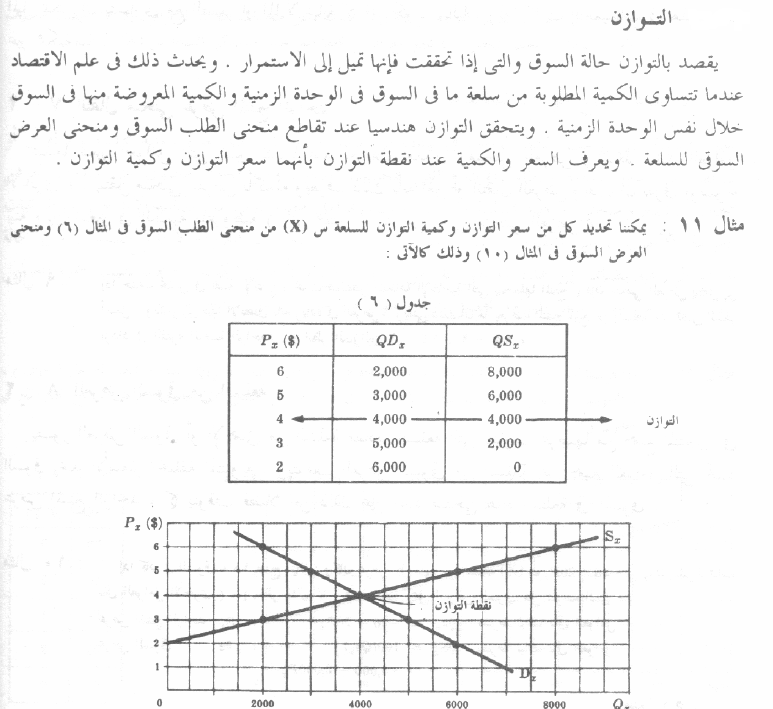 التــوازن
يقصد بالتوازن حالة السوق والتى إذا تحققت فإنها تميل إلى الاستمرار . ويحدث ذلك فى علم الاقتصاد
عندما تتساوى الكمية المطلوبة من سلعة ما فى السوق فى الوحدة الزمنية والكمية المعروضة منها فى السوق
خلال نفس الوحدة الزمنية . ويتحقق التوازن هندسيا عند تقاطع منحنى الطلب السوقى ومنحنى العرض
السوقى للسلعة . ويعرف السعر والكمية عند نقطة التوازن بأنهما سعر التوازن وكمية التوازن .
مثال ١١ : يمكننا تحديد كل من سعر التوازن وكمية التوازن للسلعة س (X) من منحنى الطلب السوقى فى المثال (٦) ومنحنى
العرض السوقى فى المثال (١٠) وذلك كالآتى :
جدول ( ٦ )
Px ($) QDx QSx
6 2,000 8,000
5 3,000 6,000
4 4,000 4,000 التوازن
3 5,000 2,000
2 6,000 0
Px ($)
Sx
6
5
4
نقطة التوازن
3
2
1
Dx
0 2000 4000 6000 8000 Qx